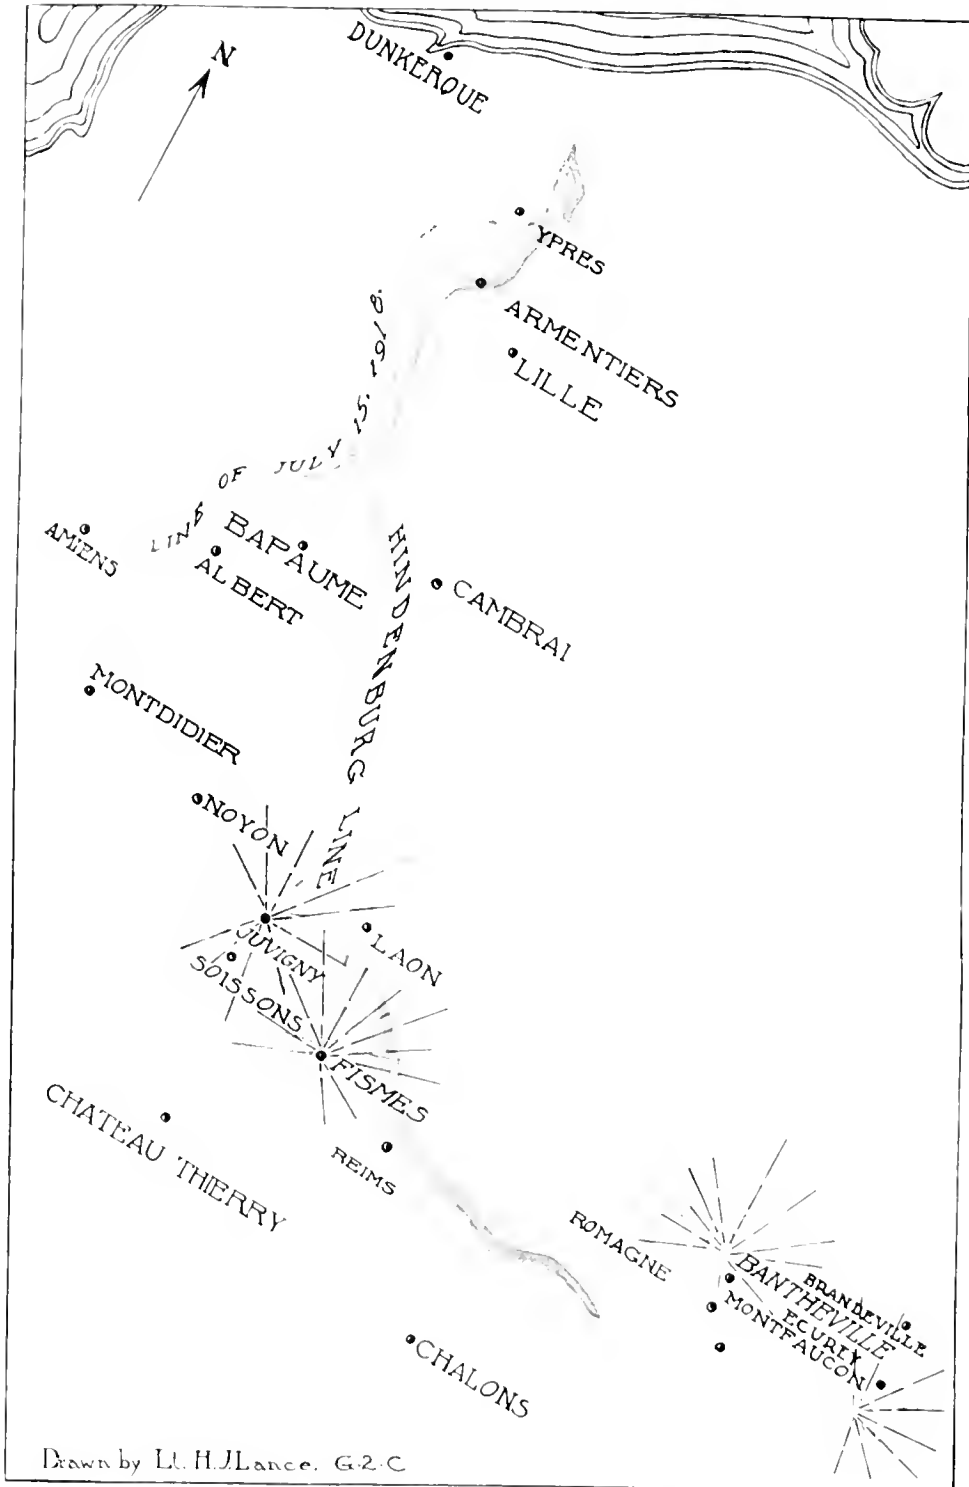 N
DUNKERQUE
YPRES
ARMENTIERS
LILLE
LINE OF JULY 15. 1918.
AMIENS
BAPAUME
ALBERT
HINDENBURG LINE
CAMBRAI
MONTDIDIER
NOYON
JUVIGNY
LAON
SOISSONS
FISMES
CHATEAU THIERRY
REIMS
ROMAGNE
BRANDEVILLE
BANTHEVILLE
ECURLY
MONTFAUCON
CHALONS
Drawn by Lt. H.J.Lance. G-2-C